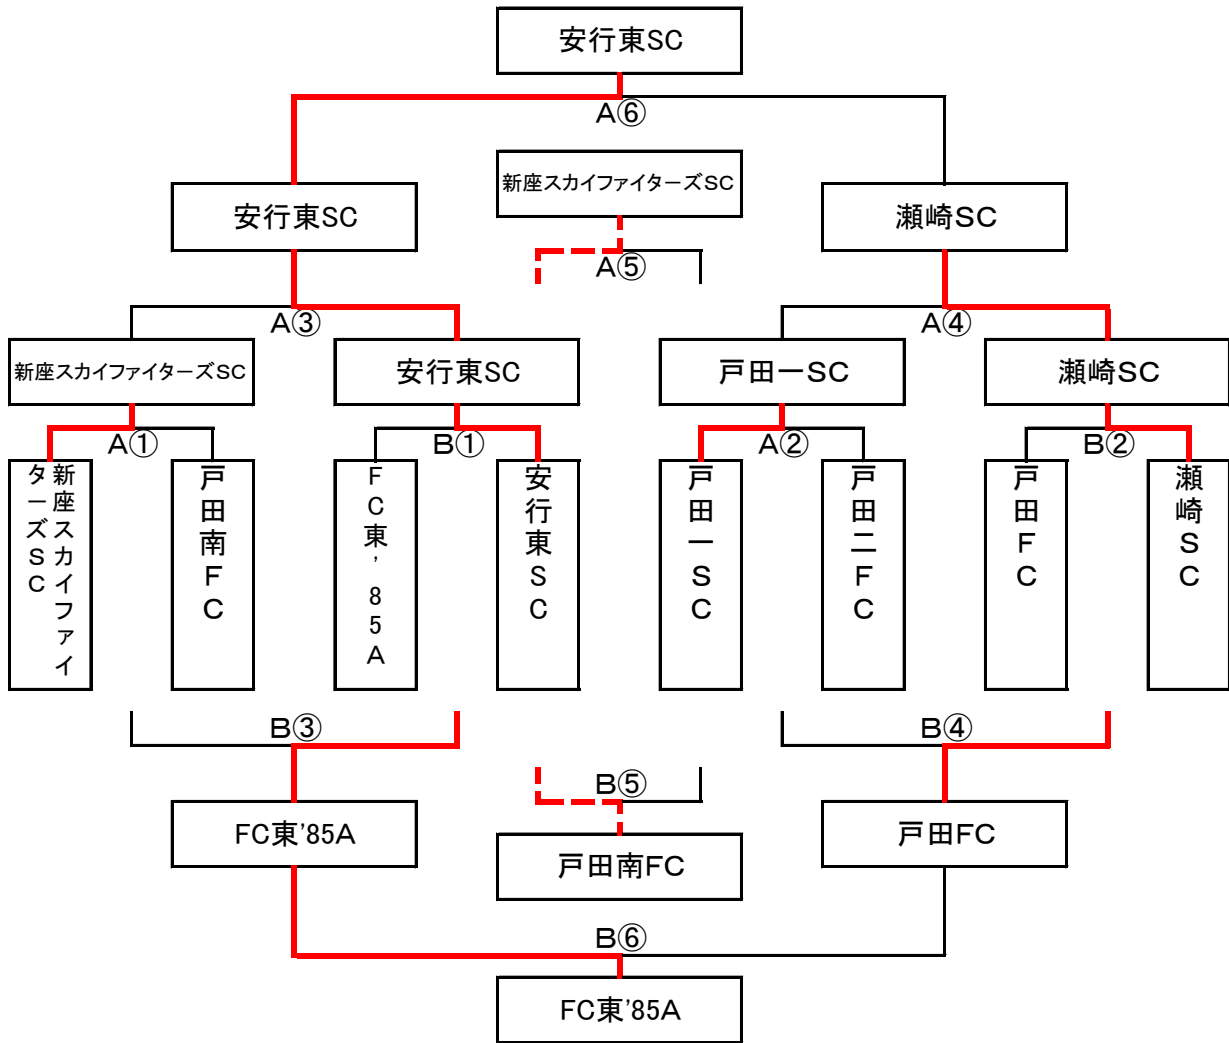 安行東SC
A⑥
新座スカイファイターズSC
安行東SC
瀬崎SC
A⑤
A③
A④
新座スカイファイターズSC
安行東SC
戸田一SC
瀬崎SC
A①
B①
A②
B②
新座スカイファイ
ターズSC
戸田南FC
FC東'85A
安行東SC
戸田一SC
戸田二FC
戸田FC
瀬崎SC
B③
B④
B⑤
FC東'85A
戸田南FC
戸田FC
B⑥
FC東'85A